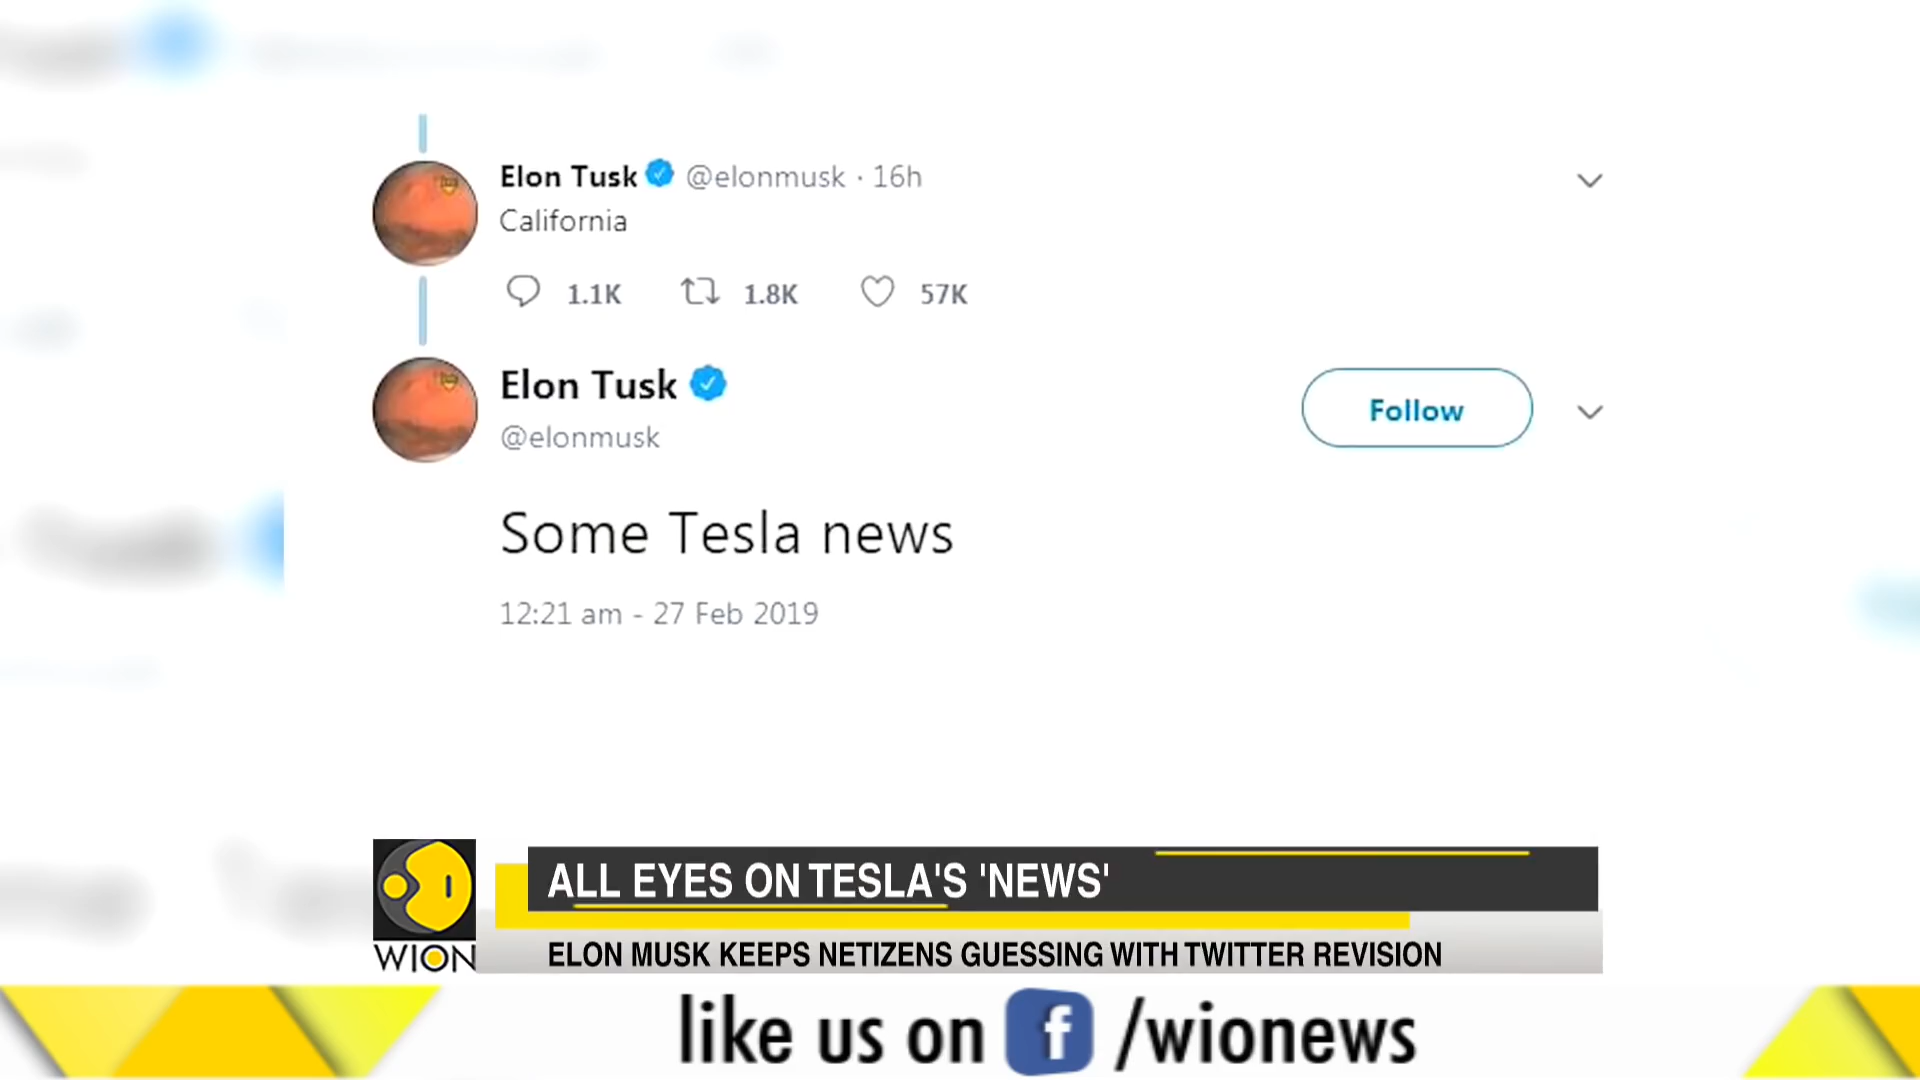 Elon Tusk @elonmusk · 16h
California
1.1K 1.8K 57K
Elon Tusk
@elonmusk
Follow
Some Tesla news
12:21 am - 27 Feb 2019
ALL EYES ON TESLA'S 'NEWS'
ELON MUSK KEEPS NETIZENS GUESSING WITH TWITTER REVISION
WION
like us on f /wionews